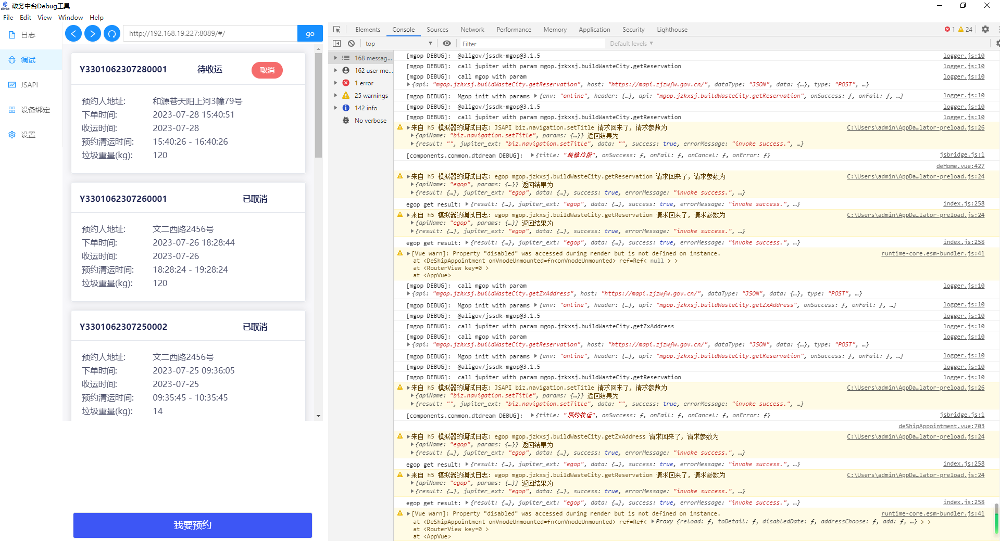 政务中台Debug工具
File Edit View Window Help
日志
调试
JSAPI
设备绑定
设置
http://192.168.19.227:8089/#/
go
Y3301062307280001 待收运 取消
预约人地址: 和源巷天阳上河3幢79号
下单时间: 2023-07-28 15:40:51
收运时间: 2023-07-28
预约清运时间: 15:40:26 - 16:40:26
垃圾重量(kg): 120
Y3301062307260001 已取消
预约人地址: 文二西路2456号
下单时间: 2023-07-26 18:28:44
收运时间: 2023-07-26
预约清运时间: 18:28:24 - 19:28:24
垃圾重量(kg): 120
Y3301062307250002 已取消
预约人地址: 文二西路2456号
下单时间: 2023-07-25 09:36:05
收运时间: 2023-07-25
预约清运时间: 09:35:45 - 10:35:45
垃圾重量(kg): 14
我要预约
Elements Console Sources Network Performance Memory Application Security Lighthouse 1 24
top Filter Default levels
168 messag...
162 user me...
1 error
25 warnings
142 info
No verbose
[mgop DEBUG]: @aligov/jssdk-mgop@3.1.5 logger.js:10
[mgop DEBUG]: call jupiter with param mgop.jzkxsj.buildWasteCity.getReservation logger.js:10
[mgop DEBUG]: call mgop with param logger.js:10
{api: "mgop.jzkxsj.buildWasteCity.getReservation", host: "https://mapi.zjzwfw.gov.cn/", dataType: "JSON", data: {…}, type: "POST", …}
[mgop DEBUG]: Mgop init with params {env: "online", header: {…}, api: "mgop.jzkxsj.buildWasteCity.getReservation", onSuccess: ƒ, onFail: ƒ, …} logger.js:10
[mgop DEBUG]: @aligov/jssdk-mgop@3.1.5 logger.js:10
[mgop DEBUG]: call jupiter with param mgop.jzkxsj.buildWasteCity.getReservation logger.js:10
来自 h5 模拟器的调试日志: JSAPI biz.navigation.setTitle 请求回来了, 请求参数为 C:\Users\admin\AppDa…lator-preload.js:26
{apiName: "biz.navigation.setTitle", params: {…}} 返回结果为
{result: "", jupiter_ext: "biz.navigation.setTitle", data: "", success: true, errorMessage: "invoke success.", …}
[components.common.dtdream DEBUG]: {title: "装修垃圾", onSuccess: ƒ, onFail: ƒ, onCancel: ƒ, onError: ƒ} jsbridge.js:1
deHome.vue:427
来自 h5 模拟器的调试日志: egop mgop.jzkxsj.buildWasteCity.getReservation 请求回来了, 请求参数为 C:\Users\admin\AppDa…lator-preload.js:24
{apiName: "egop", params: {…}} 返回结果为
{result: {…}, jupiter_ext: "egop", data: {…}, success: true, errorMessage: "invoke success.", …}
egop get result: {result: {…}, jupiter_ext: "egop", data: {…}, success: true, errorMessage: "invoke success.", …} index.js:258
来自 h5 模拟器的调试日志: egop mgop.jzkxsj.buildWasteCity.getReservation 请求回来了, 请求参数为 C:\Users\admin\AppDa…lator-preload.js:24
{apiName: "egop", params: {…}} 返回结果为
{result: {…}, jupiter_ext: "egop", data: {…}, success: true, errorMessage: "invoke success.", …}
egop get result: {result: {…}, jupiter_ext: "egop", data: {…}, success: true, errorMessage: "invoke success.", …} index.js:258
[Vue warn]: Property "disabled" was accessed during render but is not defined on instance. runtime-core.esm-bundler.js:41
at <DeShipAppointment onVnodeUnmounted=fn<onVnodeUnmounted> ref=Ref< null > >
at <RouterView key=0 >
at <AppVue>
[mgop DEBUG]: call mgop with param logger.js:10
{api: "mgop.jzkxsj.buildWasteCity.getZxAddress", host: "https://mapi.zjzwfw.gov.cn/", dataType: "JSON", data: {…}, type: "POST", …}
[mgop DEBUG]: Mgop init with params {env: "online", header: {…}, api: "mgop.jzkxsj.buildWasteCity.getZxAddress", onSuccess: ƒ, onFail: ƒ, …} logger.js:10
[mgop DEBUG]: @aligov/jssdk-mgop@3.1.5 logger.js:10
[mgop DEBUG]: call jupiter with param mgop.jzkxsj.buildWasteCity.getZxAddress logger.js:10
[mgop DEBUG]: call mgop with param logger.js:10
{api: "mgop.jzkxsj.buildWasteCity.getReservation", host: "https://mapi.zjzwfw.gov.cn/", dataType: "JSON", data: {…}, type: "POST", …}
[mgop DEBUG]: Mgop init with params {env: "online", header: {…}, api: "mgop.jzkxsj.buildWasteCity.getReservation", onSuccess: ƒ, onFail: ƒ, …} logger.js:10
[mgop DEBUG]: @aligov/jssdk-mgop@3.1.5 logger.js:10
[mgop DEBUG]: call jupiter with param mgop.jzkxsj.buildWasteCity.getReservation logger.js:10
来自 h5 模拟器的调试日志: JSAPI biz.navigation.setTitle 请求回来了, 请求参数为 C:\Users\admin\AppDa…lator-preload.js:26
{apiName: "biz.navigation.setTitle", params: {…}} 返回结果为
{result: "", jupiter_ext: "biz.navigation.setTitle", data: "", success: true, errorMessage: "invoke success.", …}
[components.common.dtdream DEBUG]: {title: "预约收运", onSuccess: ƒ, onFail: ƒ, onCancel: ƒ, onError: ƒ} jsbridge.js:1
deShipAppointment.vue:703
来自 h5 模拟器的调试日志: egop mgop.jzkxsj.buildWasteCity.getZxAddress 请求回来了, 请求参数为 C:\Users\admin\AppDa…lator-preload.js:24
{apiName: "egop", params: {…}} 返回结果为
{result: {…}, jupiter_ext: "egop", data: {…}, success: true, errorMessage: "invoke success.", …}
egop get result: {result: {…}, jupiter_ext: "egop", data: {…}, success: true, errorMessage: "invoke success.", …} index.js:258
来自 h5 模拟器的调试日志: egop mgop.jzkxsj.buildWasteCity.getReservation 请求回来了, 请求参数为 C:\Users\admin\AppDa…lator-preload.js:24
{apiName: "egop", params: {…}} 返回结果为
{result: {…}, jupiter_ext: "egop", data: {…}, success: true, errorMessage: "invoke success.", …}
egop get result: {result: {…}, jupiter_ext: "egop", data: {…}, success: true, errorMessage: "invoke success.", …} index.js:258
[Vue warn]: Property "disabled" was accessed during render but is not defined on instance. runtime-core.esm-bundler.js:41
at <DeShipAppointment onVnodeUnmounted=fn<onVnodeUnmounted> ref=Ref< Proxy {reload: ƒ, toDetail: ƒ, disabledDate: ƒ, addressChoose: ƒ, add: ƒ, …} > >
at <RouterView key=0 >
at <AppVue>